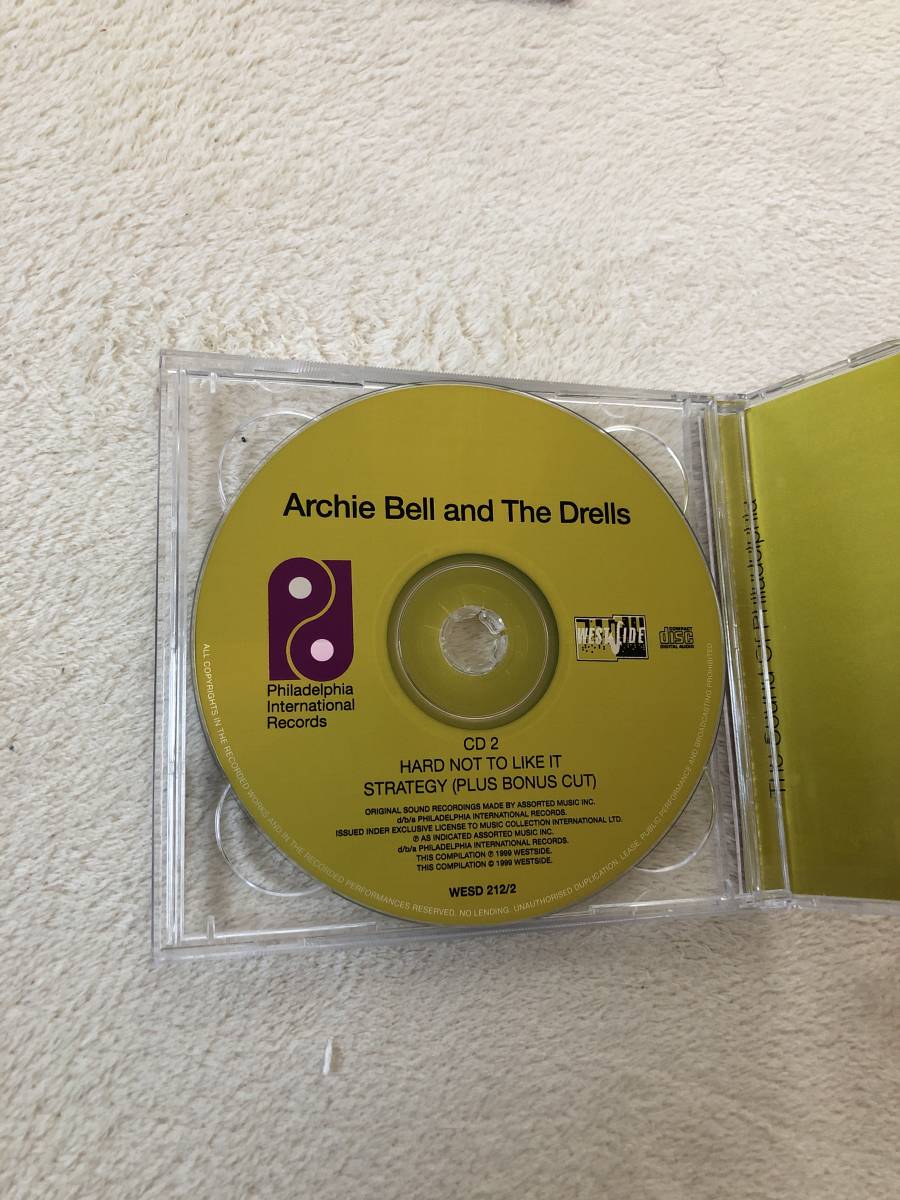 Archie Bell and The Drells
Philadelphia
International
Records
WESTSIDE
COMPACT
disc
DIGITAL AUDIO
CD 2
HARD NOT TO LIKE IT
STRATEGY (PLUS BONUS CUT)
ORIGINAL SOUND RECORDINGS MADE BY ASSORTED MUSIC INC.
d/b/a PHILADELPHIA INTERNATIONAL RECORDS.
ISSUED INDER EXCLUSIVE LICENSE TO MUSIC COLLECTION INTERNATIONAL LTD.
℗ AS INDICATED ASSORTED MUSIC INC.
d/b/a PHILADELPHIA INTERNATIONAL RECORDS.
THIS COMPILATION ℗ 1999 WESTSIDE.
THIS COMPILATION © 1999 WESTSIDE.
WESD 212/2
ALL COPYRIGHTS IN THE RECORDED WORKS AND IN THE RECORDED PERFORMANCES RESERVED. NO LENDING. UNAUTHORISED DUPLICATION, LEASE, PUBLIC PERFORMANCE AND BROADCASTING PROHIBITED
The Sound Of Philadelphia